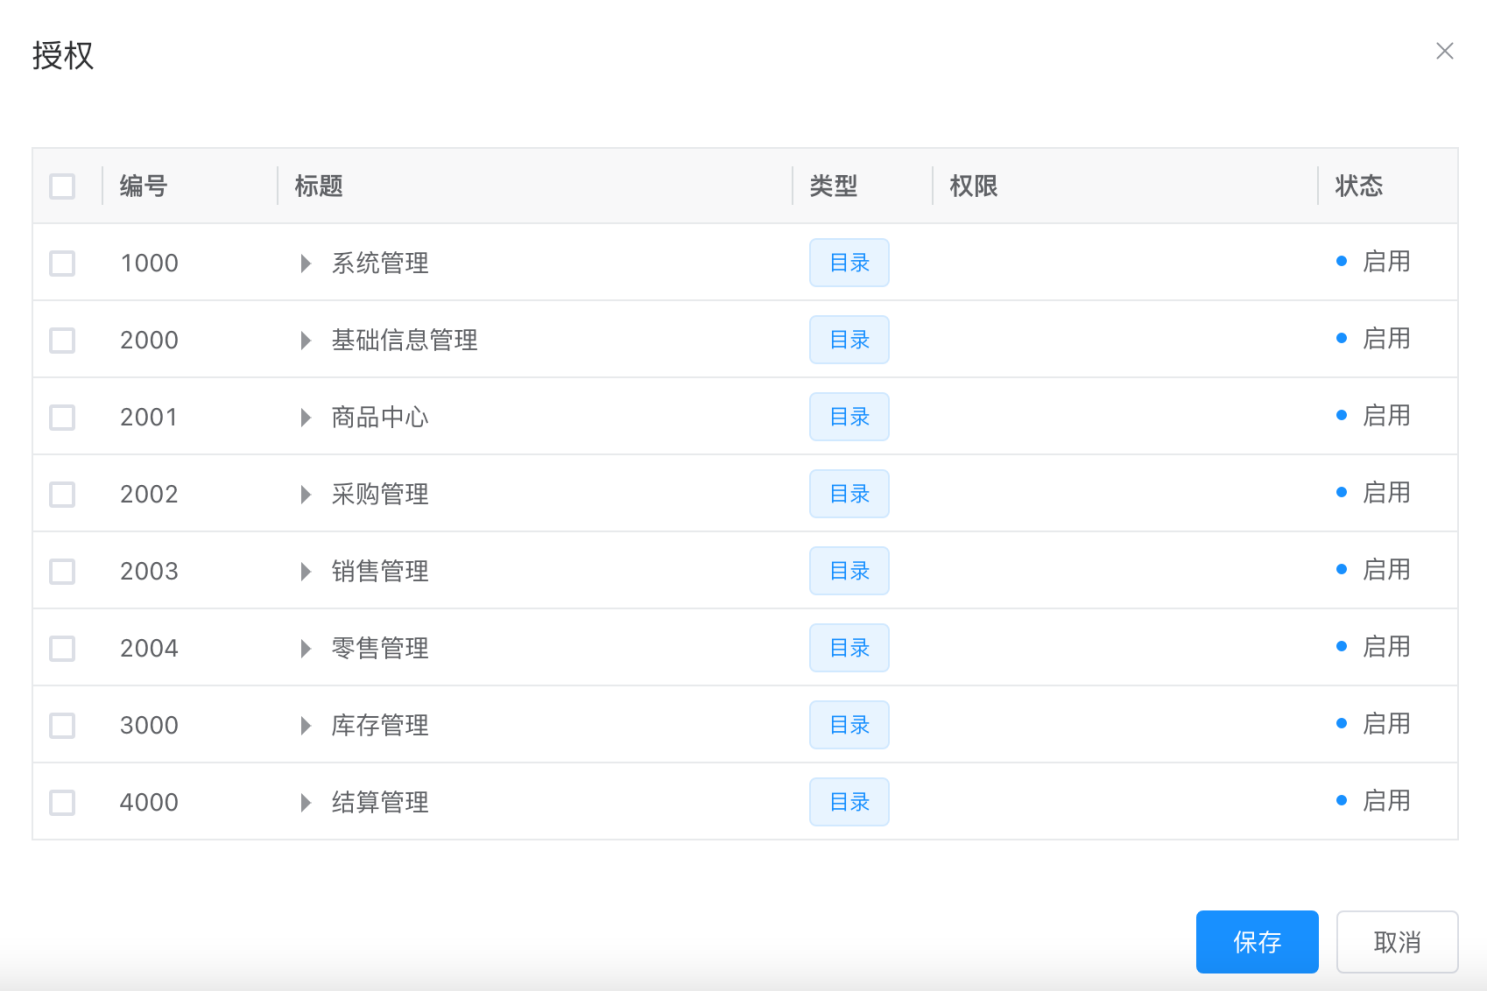 授权
编号 标题 类型 权限 状态
1000 系统管理 目录 启用
2000 基础信息管理 目录 启用
2001 商品中心 目录 启用
2002 采购管理 目录 启用
2003 销售管理 目录 启用
2004 零售管理 目录 启用
3000 库存管理 目录 启用
4000 结算管理 目录 启用
保存 取消